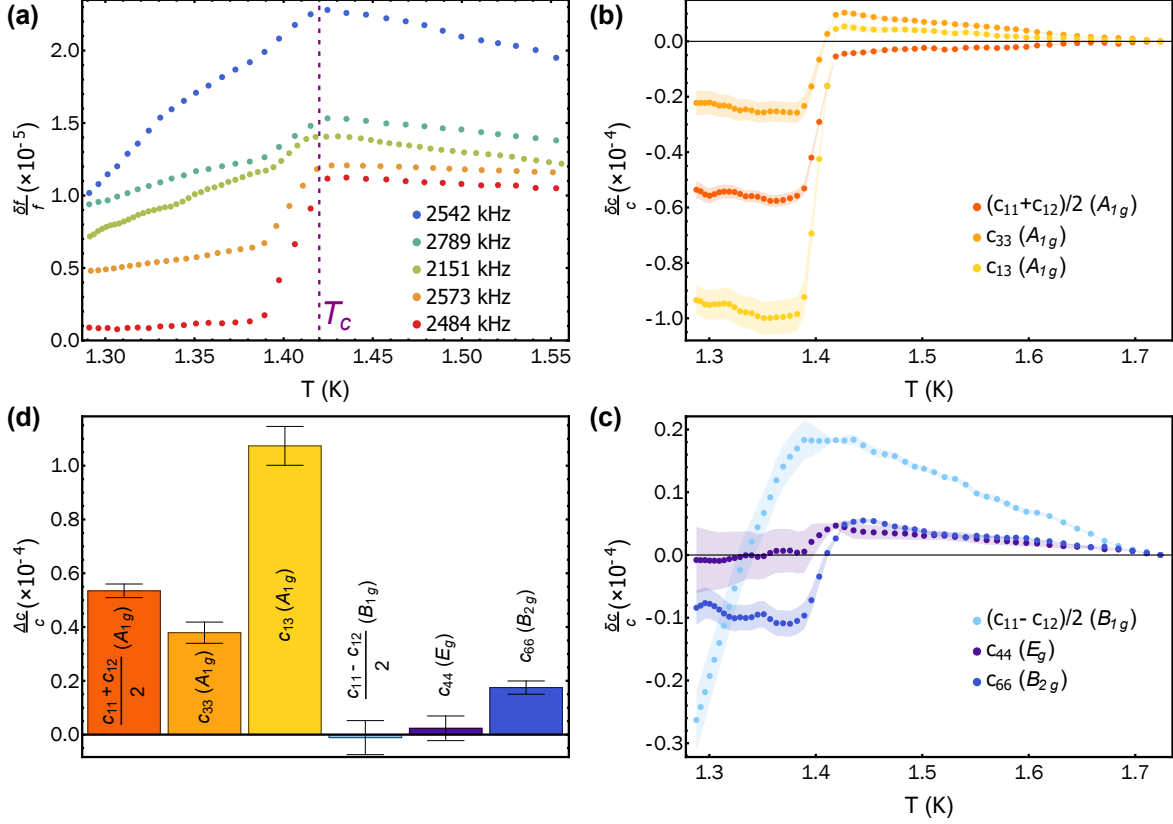 (a)
δf/f (×10⁻⁵)
2.0
1.5
1.0
0.5
0.0
1.30
1.35
1.40
1.45
1.50
1.55
T (K)
T_c
2542 kHz
2789 kHz
2151 kHz
2573 kHz
2484 kHz
(b)
δc/c (×10⁻⁴)
0.0
-0.2
-0.4
-0.6
-0.8
-1.0
1.3
1.4
1.5
1.6
1.7
T (K)
(c₁₁+c₁₂)/2 (A₁g)
c₃₃ (A₁g)
c₁₃ (A₁g)
(d)
Δc/c (×10⁻⁴)
1.0
0.8
0.6
0.4
0.2
0.0
(c₁₁ + c₁₂)/2 (A₁g)
c₃₃ (A₁g)
c₁₃ (A₁g)
(c₁₁ - c₁₂)/2 (B₁g)
c₄₄ (E_g)
c₆₆ (B₂g)
(c)
δc/c (×10⁻⁴)
0.2
0.1
0.0
-0.1
-0.2
-0.3
1.3
1.4
1.5
1.6
1.7
T (K)
(c₁₁- c₁₂)/2 (B₁g)
c₄₄ (E_g)
c₆₆ (B₂g)